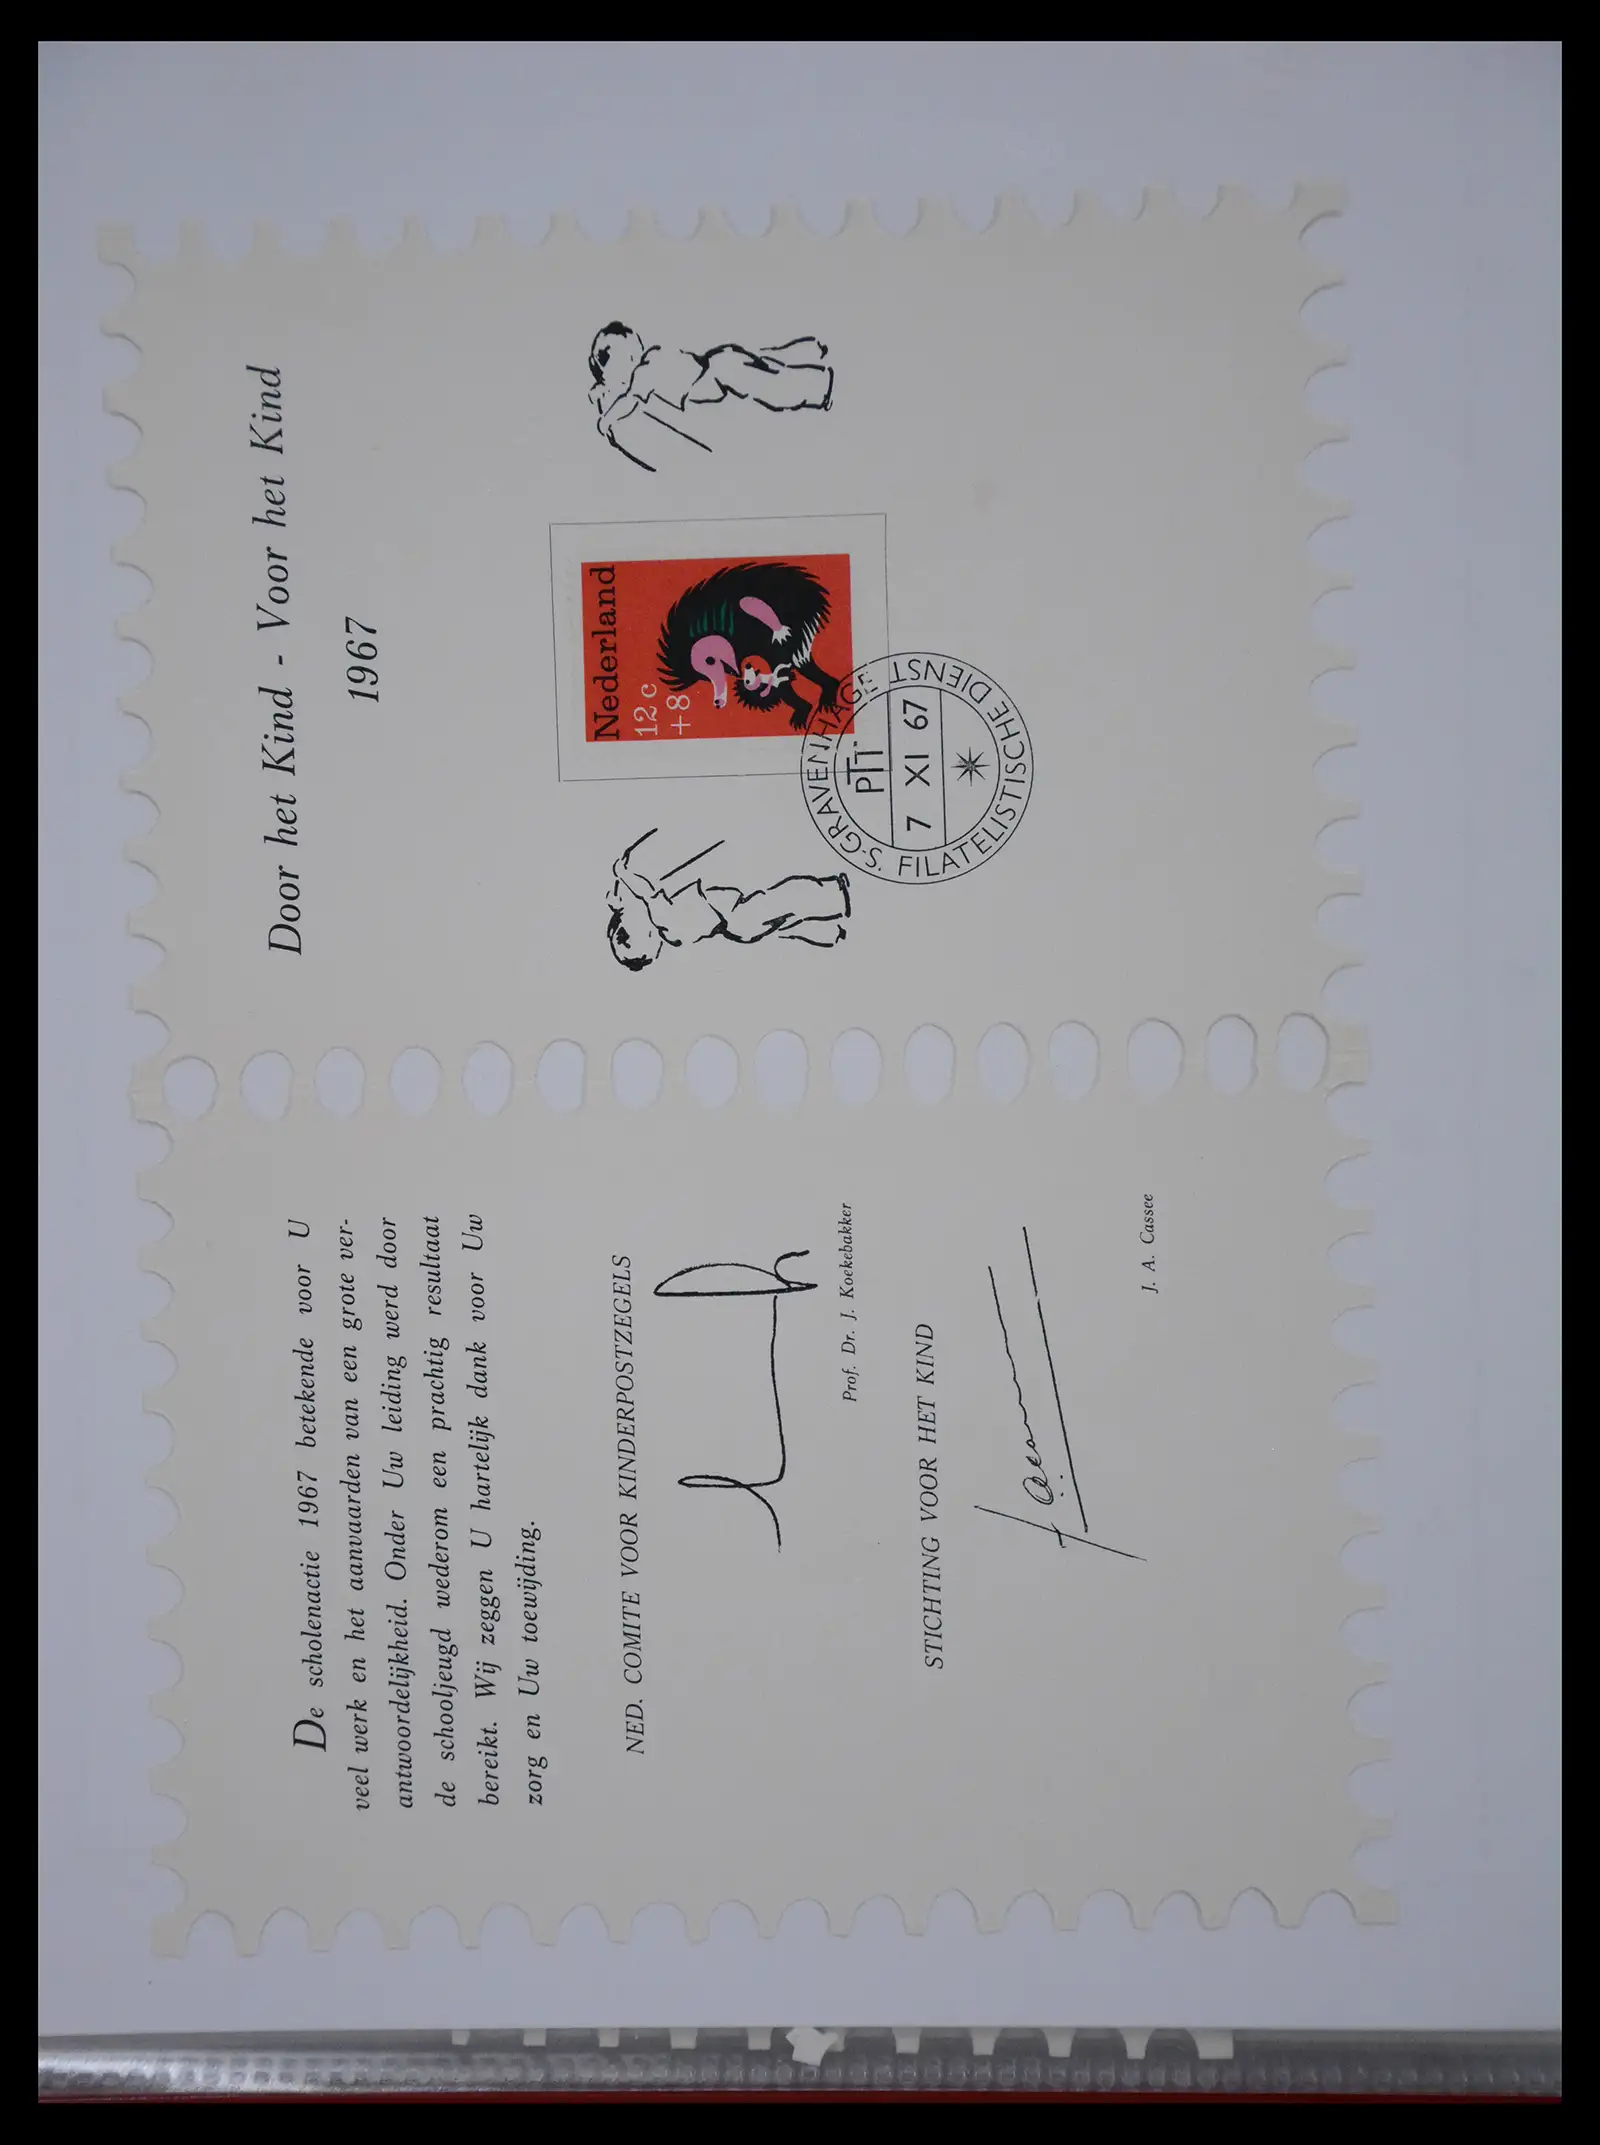 De scholenactie 1967 betekende voor U
veel werk en het aanvaarden van een grote ver-
antwoordelijkheid. Onder Uw leiding werd door
de schooljeugd wederom een prachtig resultaat
bereikt. Wij zeggen U hartelijk dank voor Uw
zorg en Uw toewijding.
NED. COMITE VOOR KINDERPOSTZEGELS
Prof. Dr. J. Koekebakker
STICHTING VOOR HET KIND
J. A. Cassee
Door het Kind - Voor het Kind
1967
Nederland
12c
+8
'S-GRAVENHAGE
PTT
7 XI 67
FILATELISTISCHE DIENST